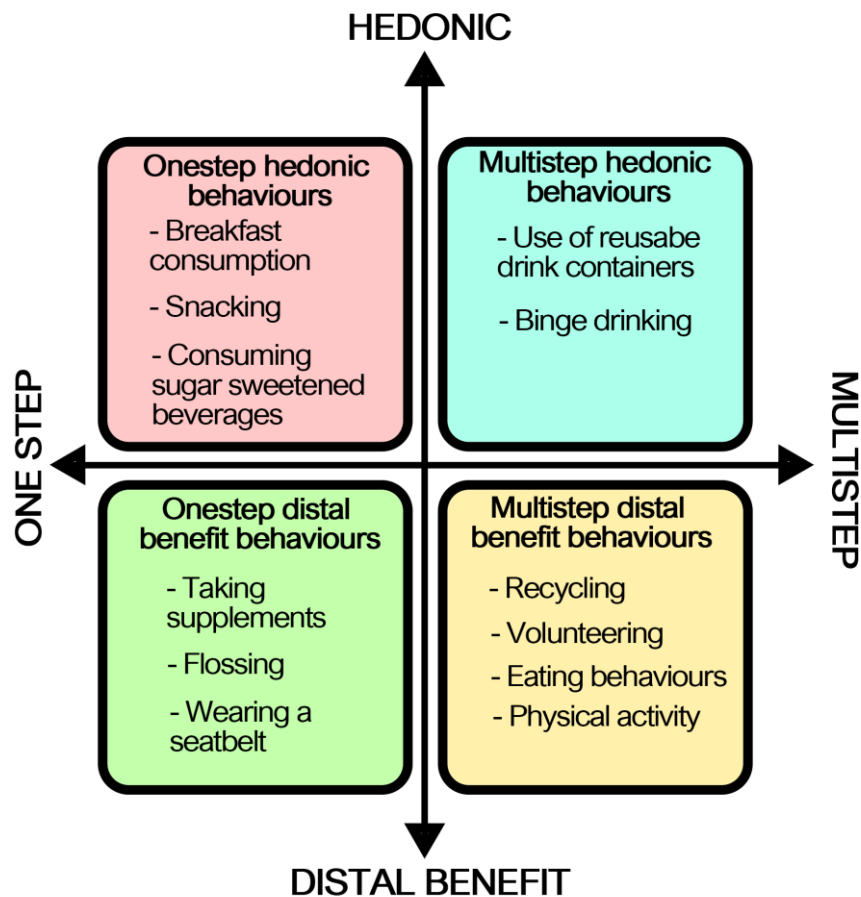 HEDONIC
Onestep hedonic
behaviours
- Breakfast
consumption
- Snacking
- Consuming
sugar sweetened
beverages
Multistep hedonic
behaviours
- Use of reusabe
drink containers
- Binge drinking
ONE STEP
MULTISTEP
Onestep distal
benefit behaviours
- Taking
supplements
- Flossing
- Wearing a
seatbelt
Multistep distal
benefit behaviours
- Recycling
- Volunteering
- Eating behaviours
- Physical activity
DISTAL BENEFIT